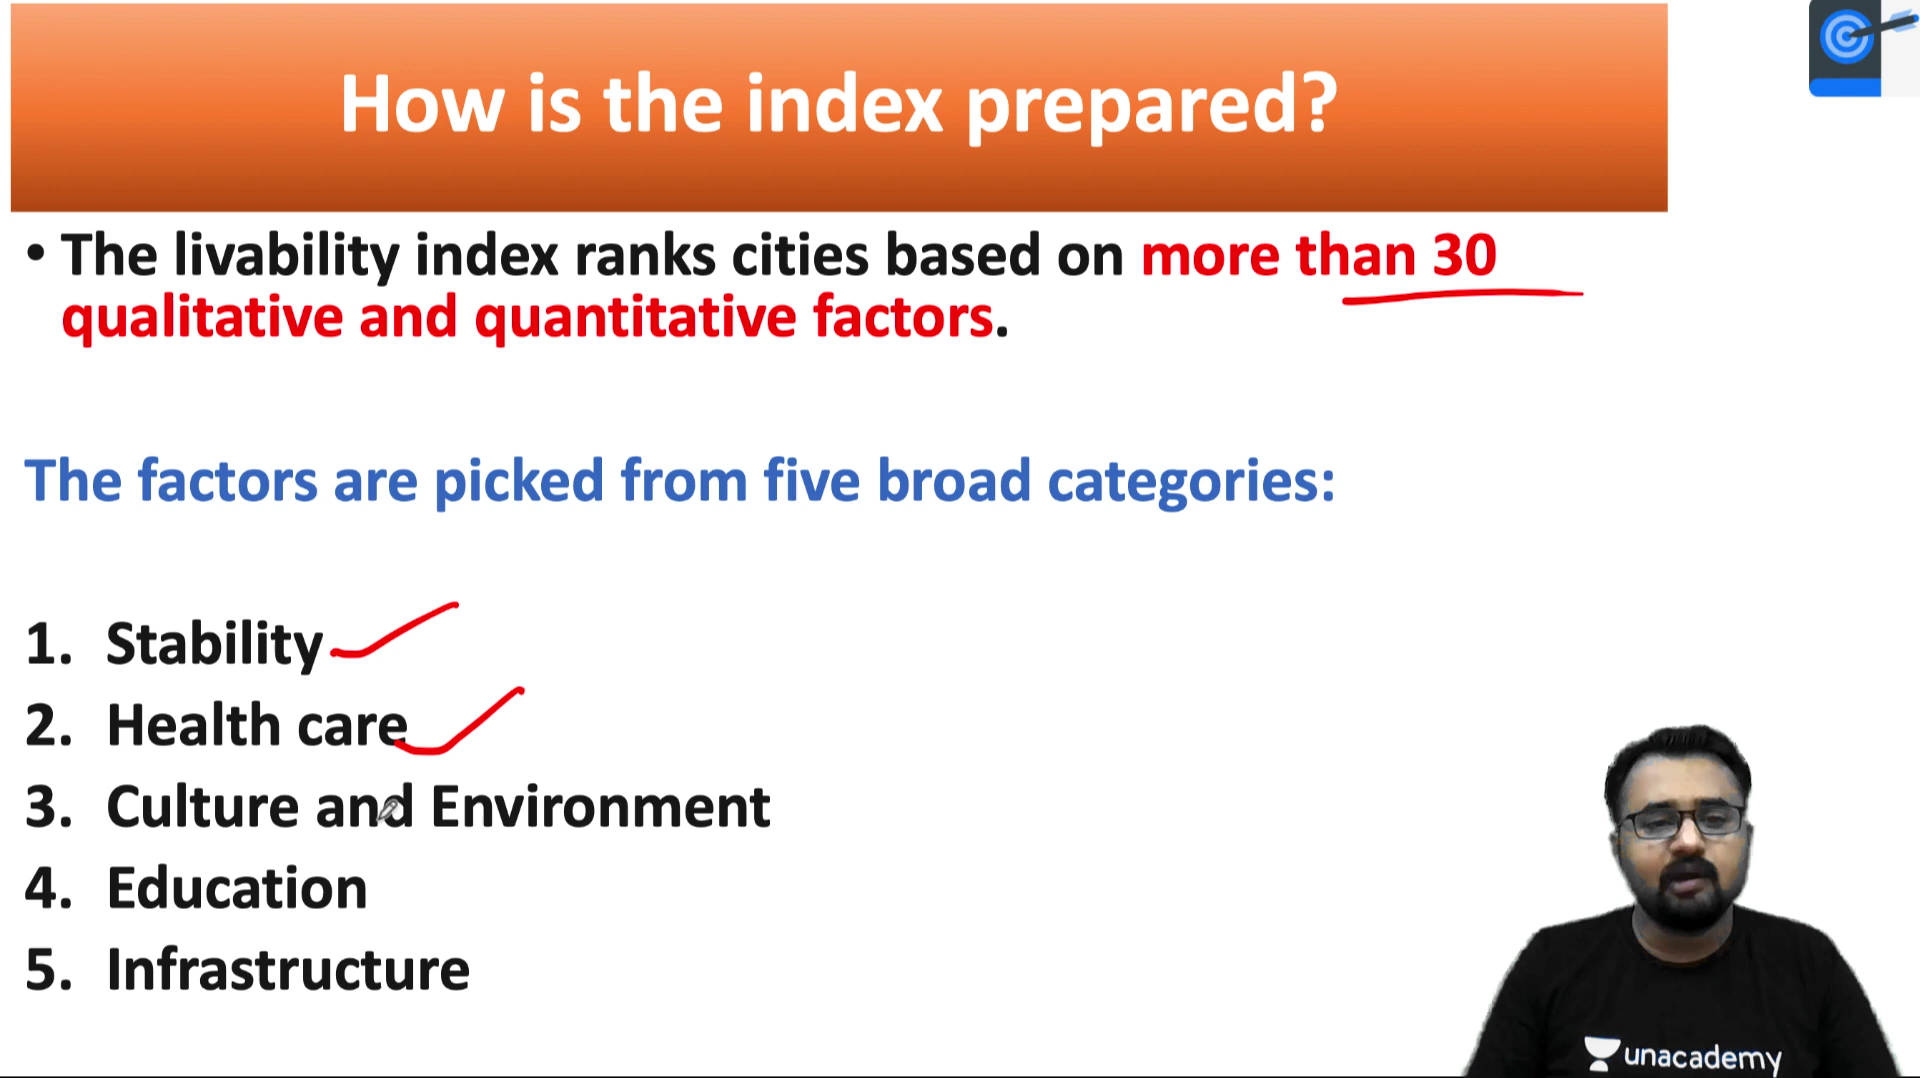 How is the index prepared?
• The livability index ranks cities based on more than 30
qualitative and quantitative factors.
The factors are picked from five broad categories:
1. Stability
2. Health care
3. Culture and Environment
4. Education
5. Infrastructure
unacademy